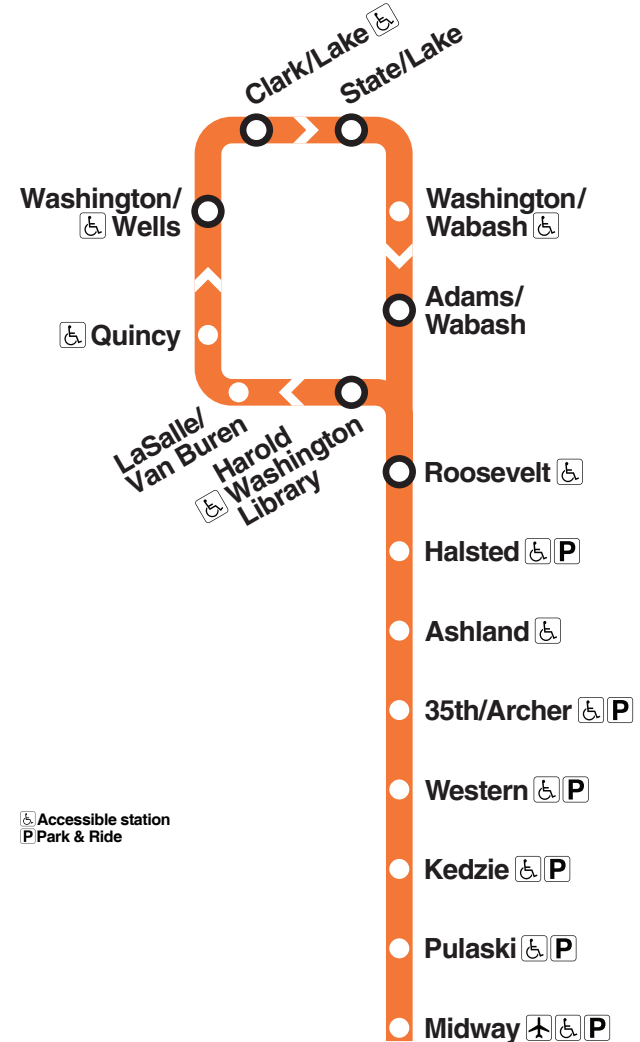 Clark/Lake
State/Lake
Washington/
Wells
Washington/
Wabash
Adams/
Wabash
Quincy
LaSalle/
Van Buren
Harold
Washington
Library
Roosevelt
Halsted P
Ashland
35th/Archer P
Western P
Accessible station
P Park & Ride
Kedzie P
Pulaski P
Midway P